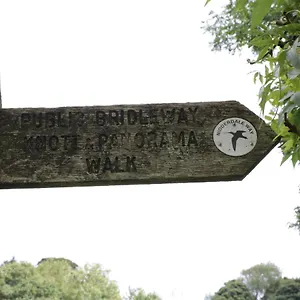 PUBLIC BRIDLEWAY
KNOTT & PANORAMA
WALK
NIDDERDALE WAY